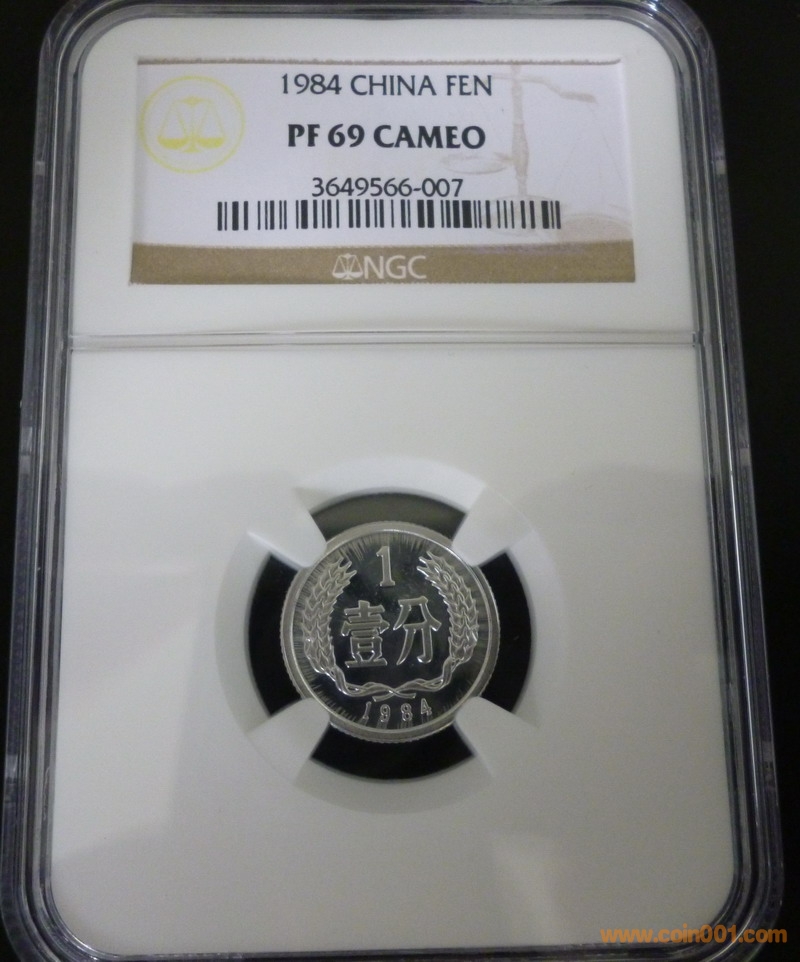 1984 CHINA FEN
PF 69 CAMEO
3649566-007
NGC
1
壹分
1984
www.coin001.com